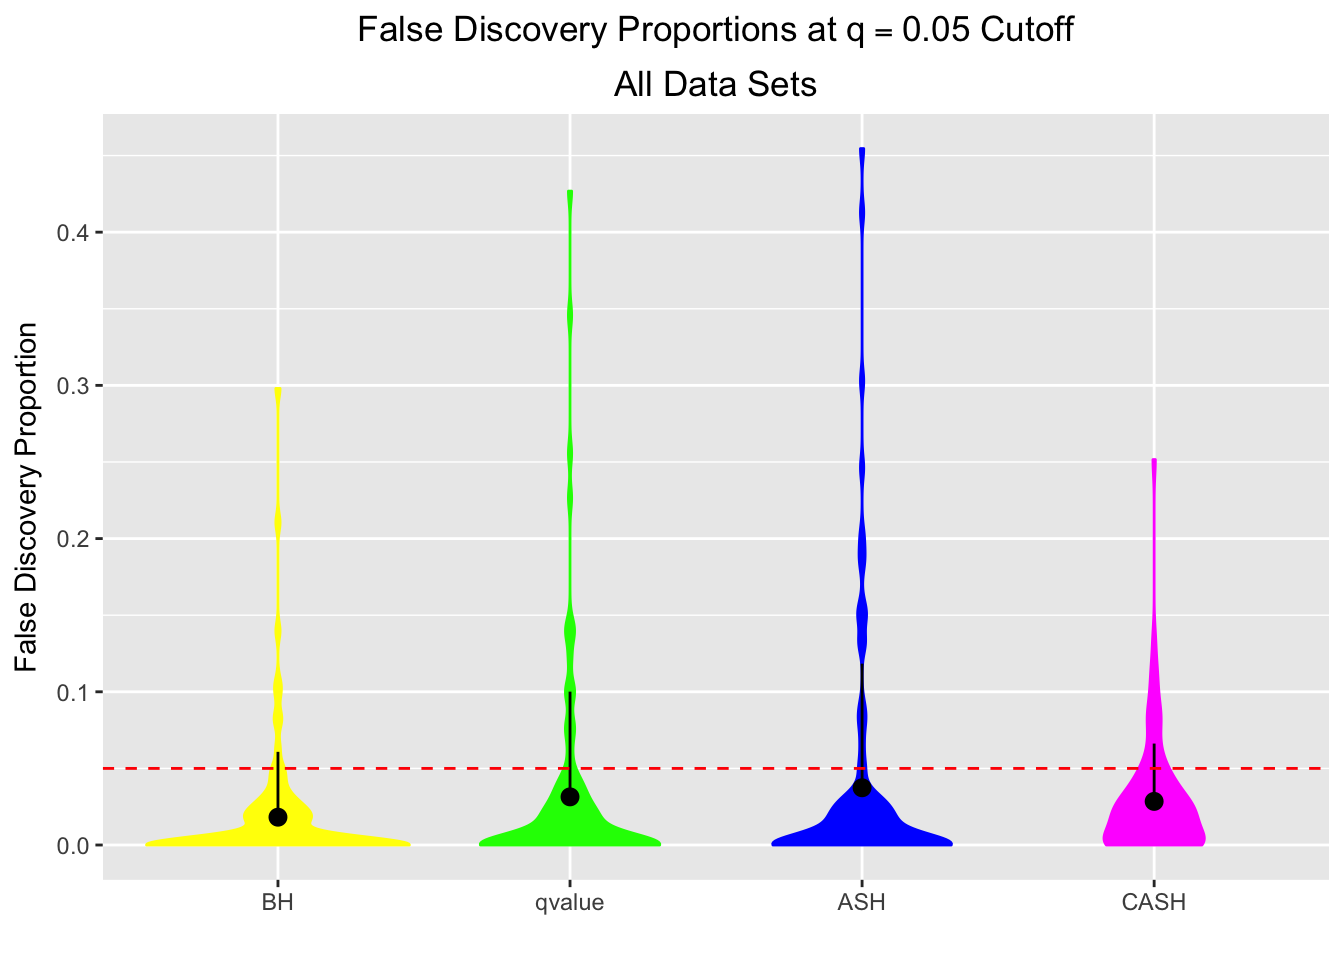 False Discovery Proportions at q = 0.05 Cutoff
All Data Sets
False Discovery Proportion
0.4
0.3
0.2
0.1
0.0
BH
qvalue
ASH
CASH